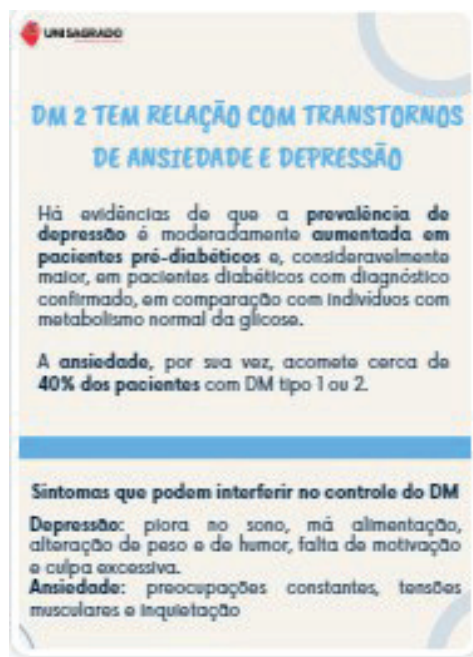 UNISAGRADO
DM 2 TEM RELAÇÃO COM TRANSTORNOS
DE ANSIEDADE E DEPRESSÃO
Há evidências de que a prevalência de
depressão é moderadamente aumentada em
pacientes pré-diabéticos e, consideravelmente
maior, em pacientes diabéticos com diagnóstico
confirmado, em comparação com indivíduos com
metabolismo normal da glicose.
A ansiedade, por sua vez, acomete cerca de
40% dos pacientes com DM tipo 1 ou 2.
Sintomas que podem interferir no controle do DM
Depressão: piora no sono, má alimentação,
alteração de peso e de humor, falta de motivação
e culpa excessiva.
Ansiedade: preocupações constantes, tensões
musculares e inquietação